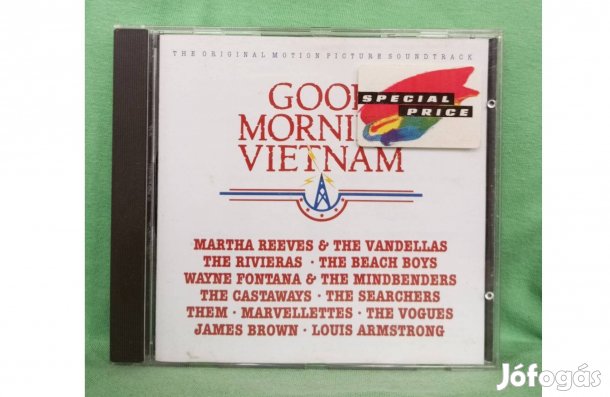 THE ORIGINAL MOTION PICTURE SOUNDTRACK
GOOD
MORNI
VIETNAM
SPECIAL
PRICE
MARTHA REEVES & THE VANDELLAS
THE RIVIERAS · THE BEACH BOYS
WAYNE FONTANA & THE MINDBENDERS
THE CASTAWAYS · THE SEARCHERS
THEM · MARVELLETTES · THE VOGUES
JAMES BROWN · LOUIS ARMSTRONG
Jófogás